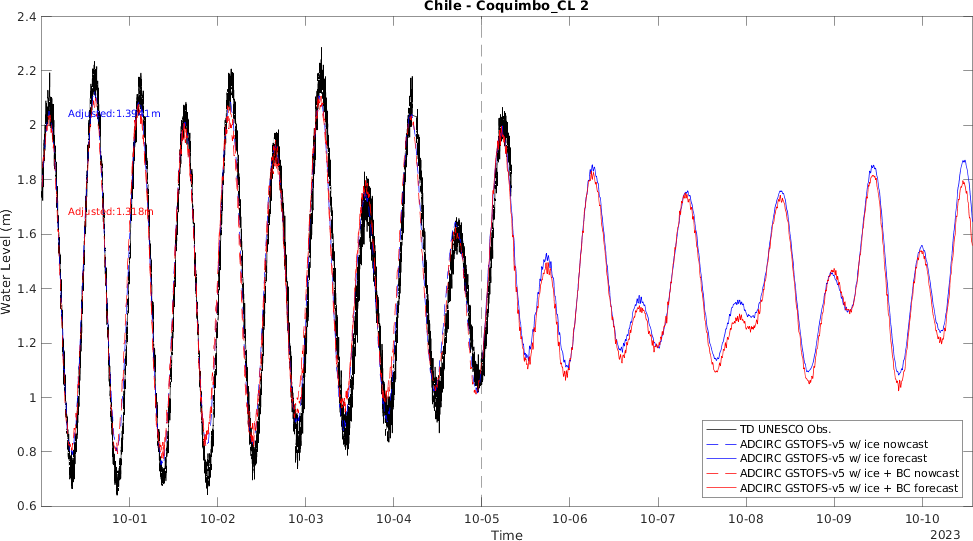 Chile - Coquimbo_CL 2
2.4
2.2
2
1.8
1.6
1.4
1.2
1
0.8
0.6
Water Level (m)
Adjusted:1.3941m
Adjusted:1.318m
TD UNESCO Obs.
ADCIRC GSTOFS-v5 w/ ice nowcast
ADCIRC GSTOFS-v5 w/ ice forecast
ADCIRC GSTOFS-v5 w/ ice + BC nowcast
ADCIRC GSTOFS-v5 w/ ice + BC forecast
10-01 10-02 10-03 10-04 10-05 10-06 10-07 10-08 10-09 10-10
Time
2023